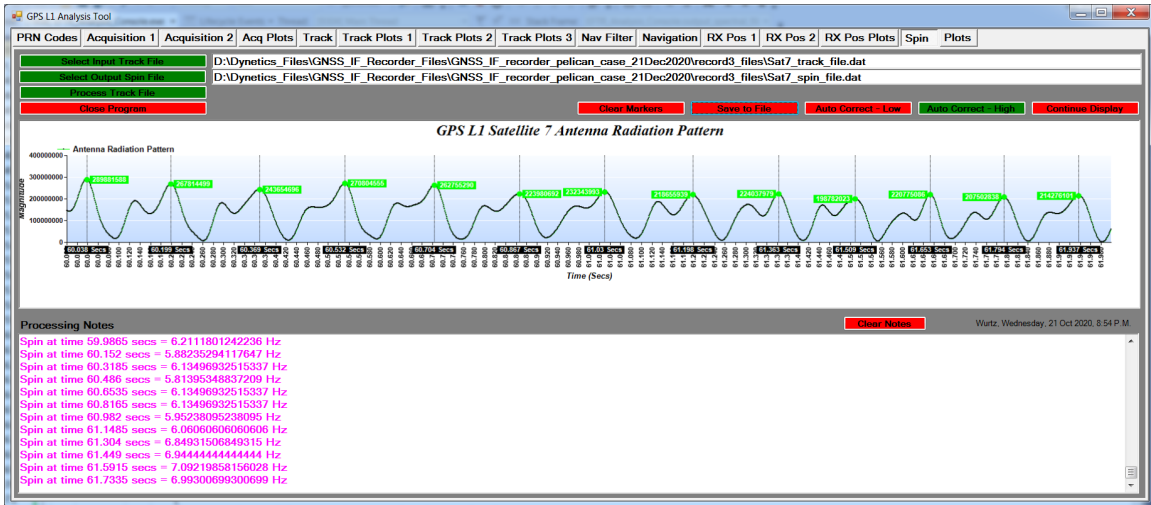 GPS L1 Analysis Tool
PRN Codes Acquisition 1 Acquisition 2 Acq Plots Track Track Plots 1 Track Plots 2 Track Plots 3 Nav Filter Navigation RX Pos 1 RX Pos 2 RX Pos Plots Spin Plots
Select Input Track File D:\Dynetics_Files\GNSS_IF_Recorder_Files\GNSS_IF_recorder_pelican_case_21Dec2020\record3_files\Sat7_track_file.dat
Select Output Spin File D:\Dynetics_Files\GNSS_IF_Recorder_Files\GNSS_IF_recorder_pelican_case_21Dec2020\record3_files\Sat7_spin_file.dat
Process Track File
Close Program Clear Markers Save to File Auto Correct - Low Auto Correct - High Continue Display
GPS L1 Satellite 7 Antenna Radiation Pattern
Antenna Radiation Pattern
Magnitude
400000000
300000000
200000000
100000000
0
289881588 267814499 243654096 270804555 262755290 223980692 232343993 218655839 224037979 198782023 220775086 207503838 214276101
60.038 Secs 60.199 Secs 60.369 Secs 60.532 Secs 60.704 Secs 60.867 Secs 61.03 Secs 61.198 Secs 61.363 Secs 61.509 Secs 61.653 Secs 61.794 Secs 61.937 Secs
Time (Secs)
Processing Notes Clear Notes Wurtz, Wednesday, 21 Oct 2020, 8:54 P.M.
Spin at time 59.9865 secs = 6.2111801242236 Hz
Spin at time 60.152 secs = 5.88235294117647 Hz
Spin at time 60.3185 secs = 6.13496932515337 Hz
Spin at time 60.486 secs = 5.81395348837209 Hz
Spin at time 60.6535 secs = 6.13496932515337 Hz
Spin at time 60.8165 secs = 6.13496932515337 Hz
Spin at time 60.982 secs = 5.95238095238095 Hz
Spin at time 61.1485 secs = 6.06060606060606 Hz
Spin at time 61.304 secs = 6.84931506849315 Hz
Spin at time 61.449 secs = 6.94444444444444 Hz
Spin at time 61.5915 secs = 7.09219858156028 Hz
Spin at time 61.7335 secs = 6.99300699300699 Hz